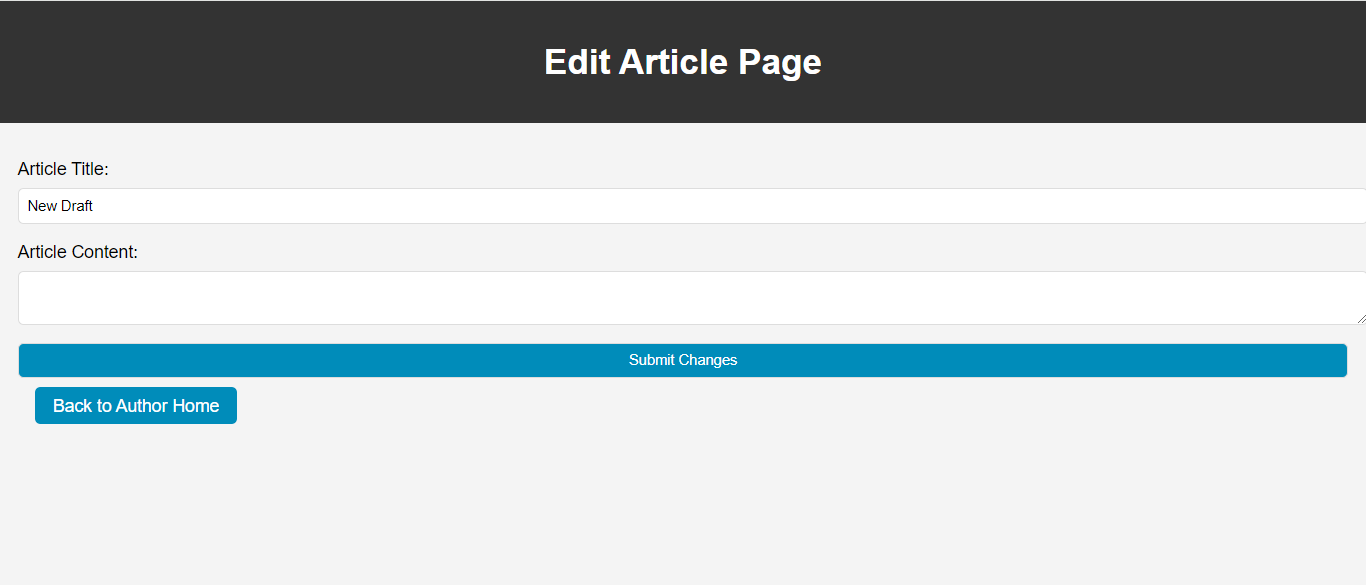 Edit Article Page
Article Title:
New Draft
Article Content:
Submit Changes
Back to Author Home